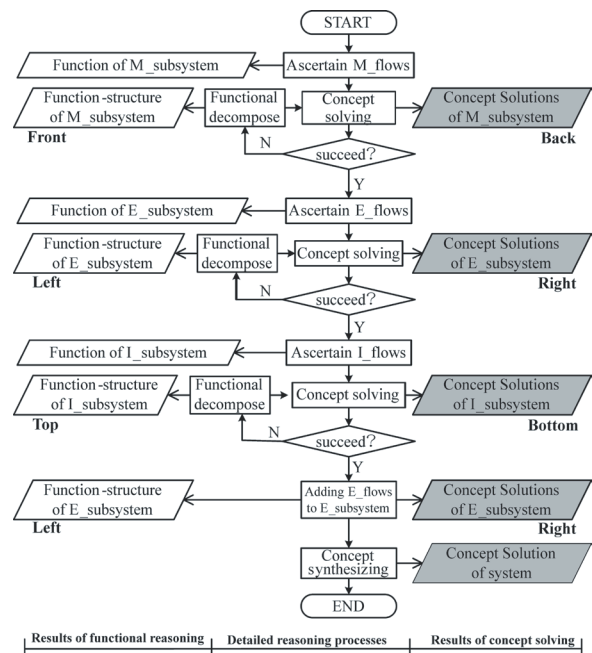 START
Function of M_subsystem
Ascertain M_flows
Function-structure
of M_subsystem
Functional
decompose
Concept
solving
Concept Solutions
of M_subsystem
Front
Back
N
succeed?
Y
Function of E_subsystem
Ascertain E_flows
Function-structure
of E_subsystem
Functional
decompose
Concept solving
Concept Solutions
of E_subsystem
Left
Right
N
succeed?
Y
Function of I_subsystem
Ascertain I_flows
Function-structure
of I_subsystem
Functional
decompose
Concept solving
Concept Solutions
of I_subsystem
Top
Bottom
N
succeed?
Y
Function-structure
of E_subsystem
Adding E_flows
to E_subsystem
Concept Solutions
of E_subsystem
Left
Right
Concept
synthesizing
Concept Solution
of system
END
Results of functional reasoning
Detailed reasoning processes
Results of concept solving